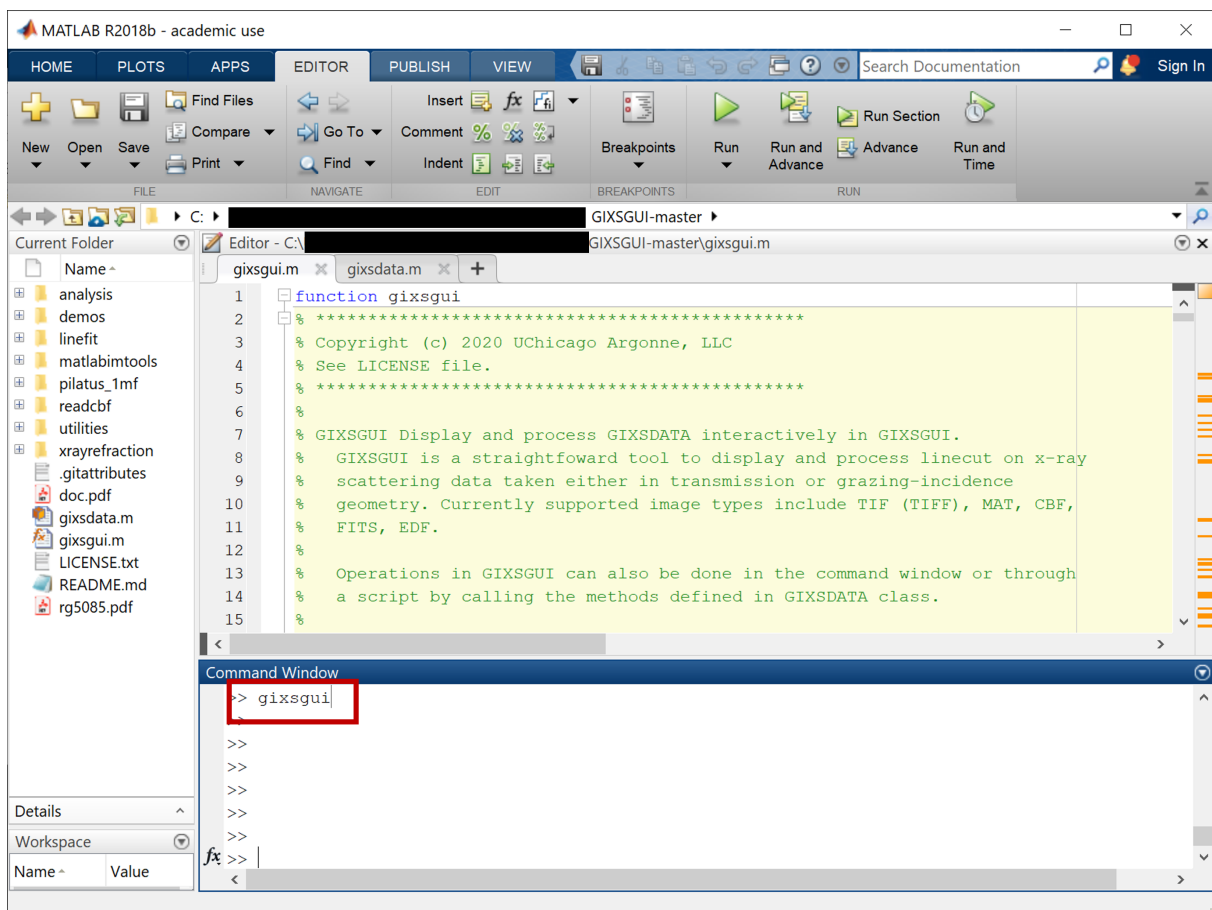 MATLAB R2018b - academic use
HOME PLOTS APPS EDITOR PUBLISH VIEW Search Documentation Sign In
Find Files Insert fx
Compare Go To Comment Run Section
New Open Save Breakpoints Run Run and Advance Advance Run and Time
Print Find Indent
FILE NAVIGATE EDIT BREAKPOINTS RUN
C: GIXSGUI-master
Current Folder
Editor - C:\ GIXSGUI-master\gixsgui.m
Name
gixsgui.m gixsdata.m
analysis
demos
linefit
matlabimtools
pilatus_1mf
readcbf
utilities
xrayrefraction
.gitattributes
doc.pdf
gixsdata.m
gixsgui.m
LICENSE.txt
README.md
rg5085.pdf
1 function gixsgui
2 % ***********************************************
3 % Copyright (c) 2020 UChicago Argonne, LLC
4 % See LICENSE file.
5 % ***********************************************
6 %
7 % GIXSGUI Display and process GIXSDATA interactively in GIXSGUI.
8 % GIXSGUI is a straightfoward tool to display and process linecut on x-ray
9 % scattering data taken either in transmission or grazing-incidence
10 % geometry. Currently supported image types include TIF (TIFF), MAT, CBF,
11 % FITS, EDF.
12 %
13 % Operations in GIXSGUI can also be done in the command window or through
14 % a script by calling the methods defined in GIXSDATA class.
15 %
Command Window
>> gixsgui
>>
>>
>>
>>
>>
>>
fx >>
Details
Workspace
Name Value